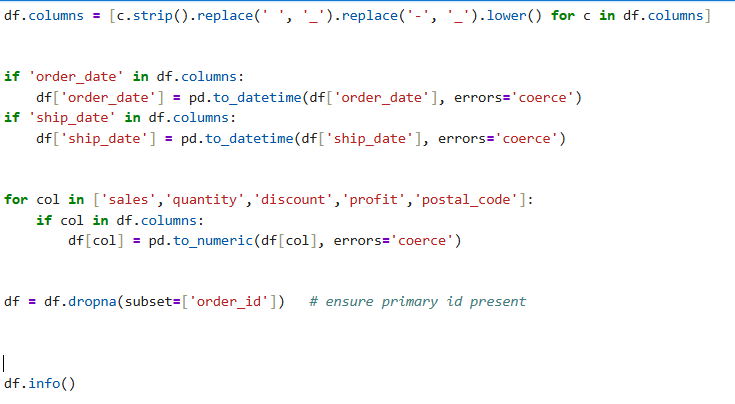 df.columns = [c.strip().replace(' ', '_').replace('-', '_').lower() for c in df.columns]
if 'order_date' in df.columns:
    df['order_date'] = pd.to_datetime(df['order_date'], errors='coerce')
if 'ship_date' in df.columns:
    df['ship_date'] = pd.to_datetime(df['ship_date'], errors='coerce')
for col in ['sales','quantity','discount','profit','postal_code']:
    if col in df.columns:
        df[col] = pd.to_numeric(df[col], errors='coerce')
df = df.dropna(subset=['order_id'])   # ensure primary id present
df.info()